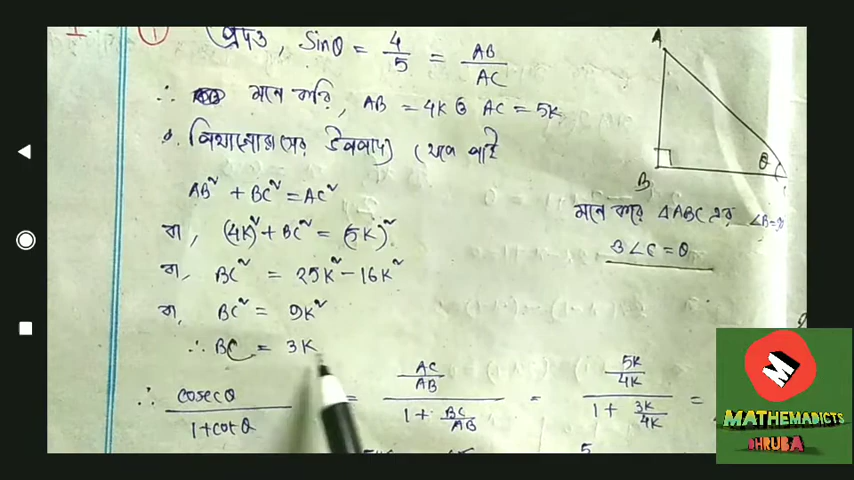 ① প্রদত্ত, Sinθ = 4/5 = AB/AC
∴ মনে করি, AB = 4K ও AC = 5K
পিথাগোরাসের উপপাদ্য থেকে পাই
AB² + BC² = AC²
বা, (4K)² + BC² = (5K)²
বা, BC² = 25K² - 16K²
বা, BC² = 9K²
∴ BC = 3K
∴ cosecθ / 1+cotθ = AC/AB / 1 + BC/AB = 5K/4K / 1 + 3K/4K =
5
A
θ
B
মনে করি ΔABC এর ∠B=
ও ∠C = θ
MATHEMADICTS
DHRUBA